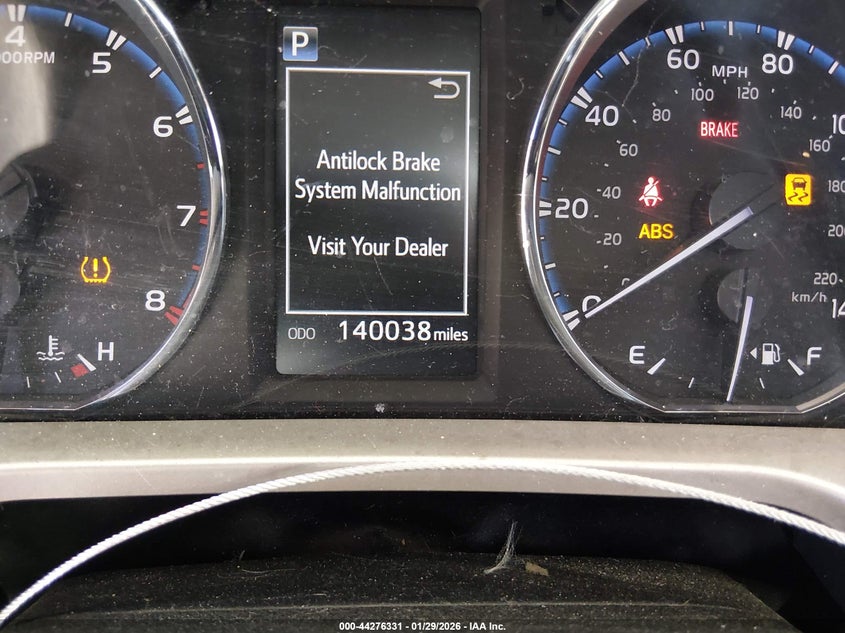 4
000RPM
5
6
7
8
H
P
Antilock Brake
System Malfunction
Visit Your Dealer
ODO 140038 miles
0
20
40
60
80
MPH
20
40
60
80
100
120
140
160
180
220
km/h
BRAKE
ABS
E
F
000-44276331 - 01/29/2026 - IAA Inc.